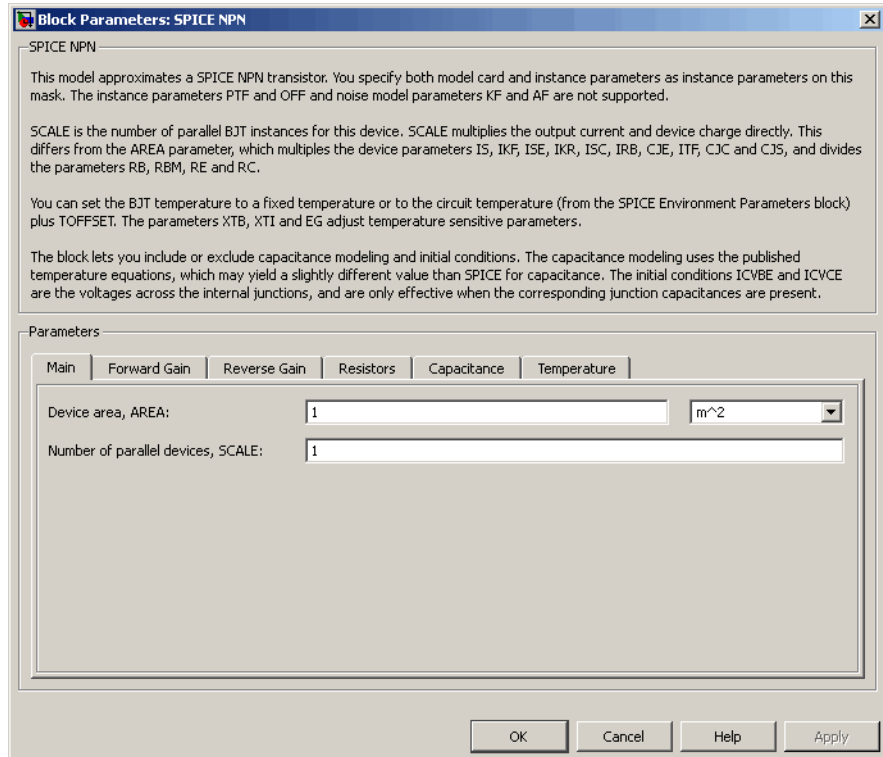 Block Parameters: SPICE NPN
SPICE NPN
This model approximates a SPICE NPN transistor. You specify both model card and instance parameters as instance parameters on this
mask. The instance parameters PTF and OFF and noise model parameters KF and AF are not supported.
SCALE is the number of parallel BJT instances for this device. SCALE multiplies the output current and device charge directly. This
differs from the AREA parameter, which multiples the device parameters IS, IKF, ISE, IKR, ISC, IRB, CJE, ITF, CJC and CJS, and divides
the parameters RB, RBM, RE and RC.
You can set the BJT temperature to a fixed temperature or to the circuit temperature (from the SPICE Environment Parameters block)
plus TOFFSET. The parameters XTB, XTI and EG adjust temperature sensitive parameters.
The block lets you include or exclude capacitance modeling and initial conditions. The capacitance modeling uses the published
temperature equations, which may yield a slightly different value than SPICE for capacitance. The initial conditions ICVBE and ICVCE
are the voltages across the internal junctions, and are only effective when the corresponding junction capacitances are present.
Parameters
Main Forward Gain Reverse Gain Resistors Capacitance Temperature
Device area, AREA: 1 m^2
Number of parallel devices, SCALE: 1
OK Cancel Help Apply